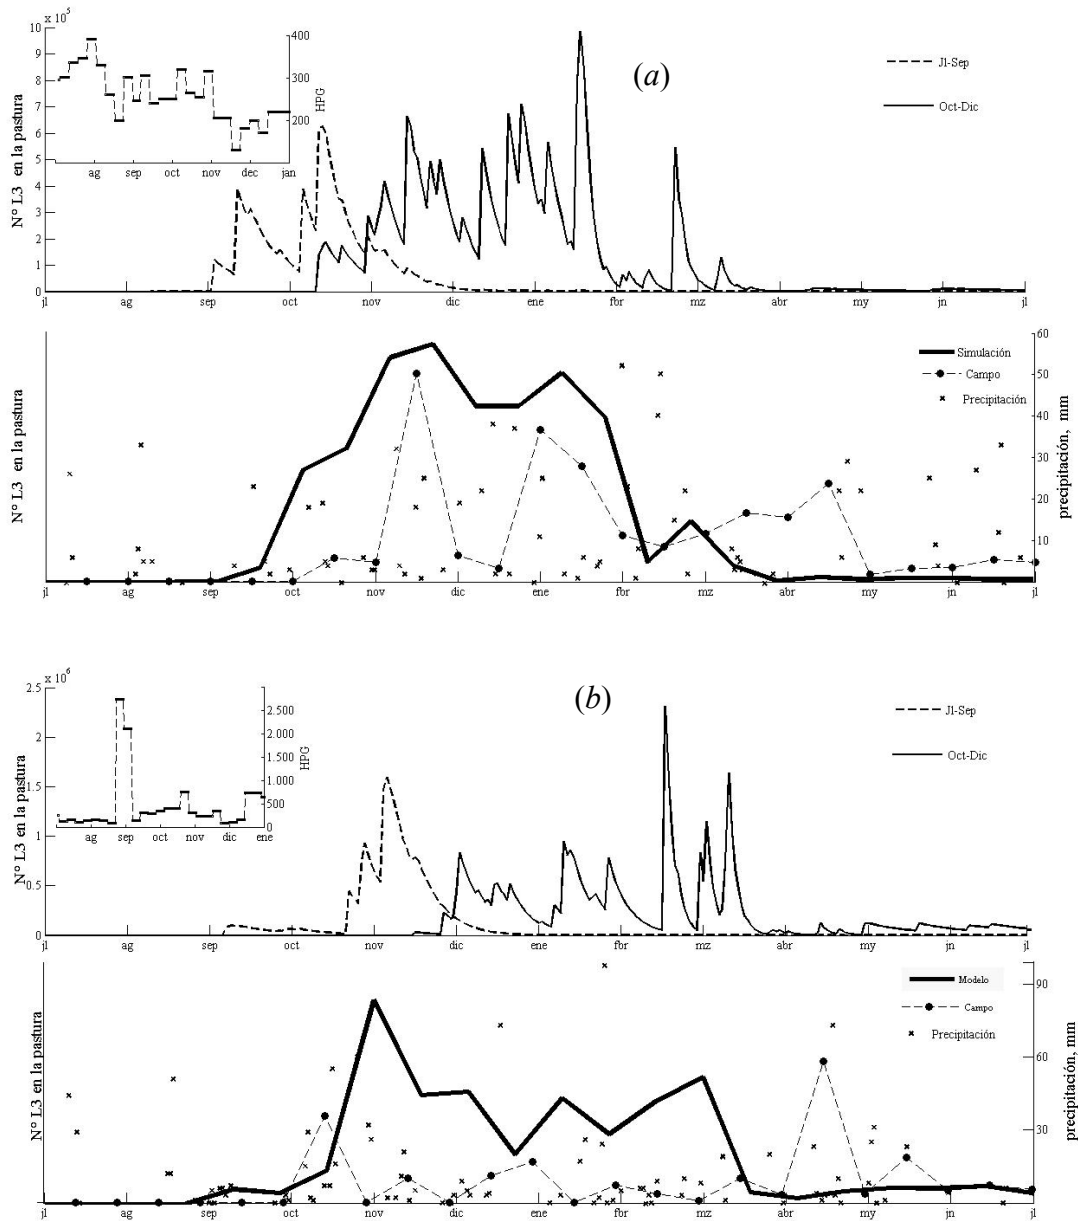 x 10^5
10
9
8
7
6
5
4
3
2
1
0
Nº L3 en la pastura
400
300
200
HPG
ag sep oct nov dec jan
(a)
Jl-Sep
Oct-Dic
jl ag sep oct nov dic ene fbr mz abr my jn jl
Nº L3 en la pastura
60
50
40
30
20
10
precipitación, mm
Simulación
Campo
Precipitación
jl ag sep oct nov dic ene fbr mz abr my jn jl
x 10^6
2.5
2
1.5
1
0.5
0
Nº L3 en la pastura
2.500
2.000
1.500
1.000
500
0
HPG
ag sep oct nov dic ene
(b)
Jl-Sep
Oct-Dic
jl ag sep oct nov dic ene fbr mz abr my jn jl
Nº L3 en la pastura
90
60
30
precipitación, mm
Modelo
Campo
Precipitación
jl ag sep oct nov dic ene fbr mz abr my jn jl